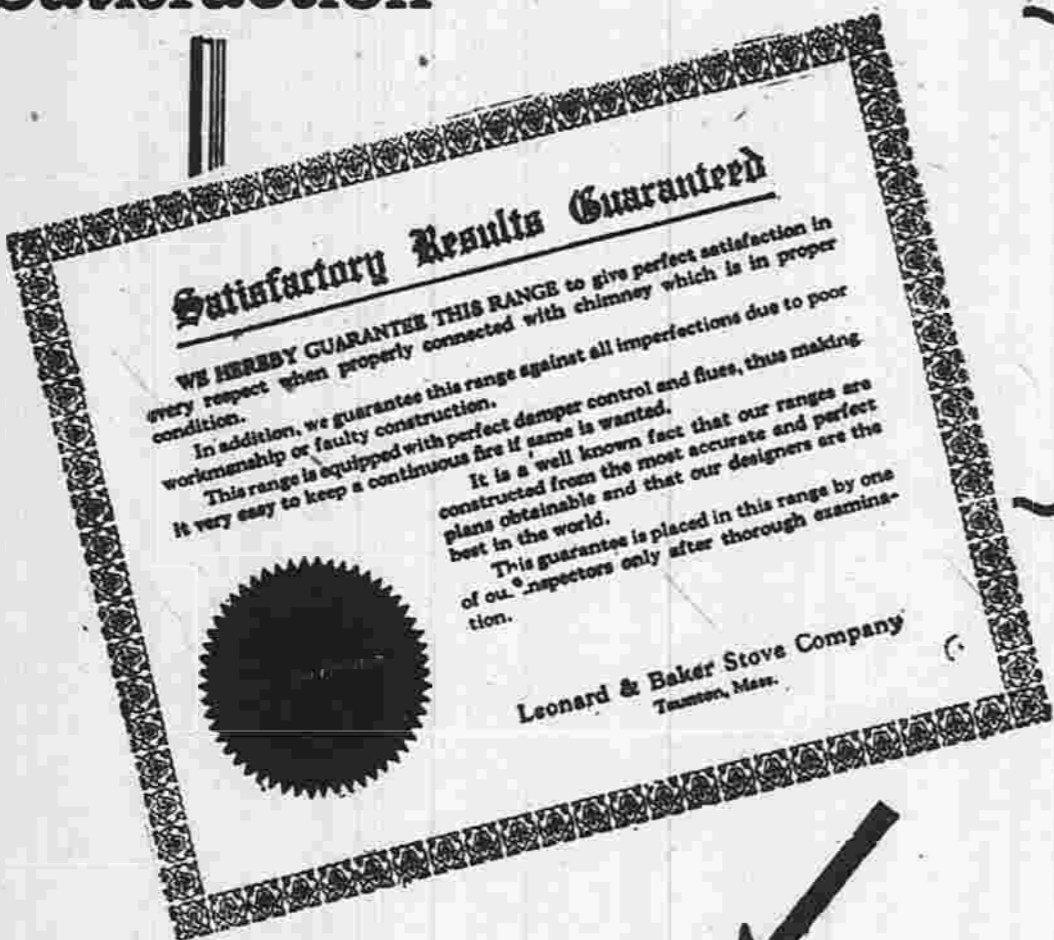 Satisfaction
Satisfactory Results Guaranteed
WE HEREBY GUARANTEE THIS RANGE to give perfect satisfaction in
every respect when properly connected with chimney which is in proper
condition.
In addition, we guarantee this range against all imperfections due to poor
workmanship or faulty construction.
This range is equipped with perfect damper control and flues, thus making
it very easy to keep a continuous fire if same is wanted.
It is a well known fact that our ranges are
constructed from the most accurate and perfect
plans obtainable and that our designers are the
best in the world.
This guarantee is placed in this range by one
of our inspectors only after thorough examina-
tion.
Leonard & Baker Stove Company
Taunton, Mass.